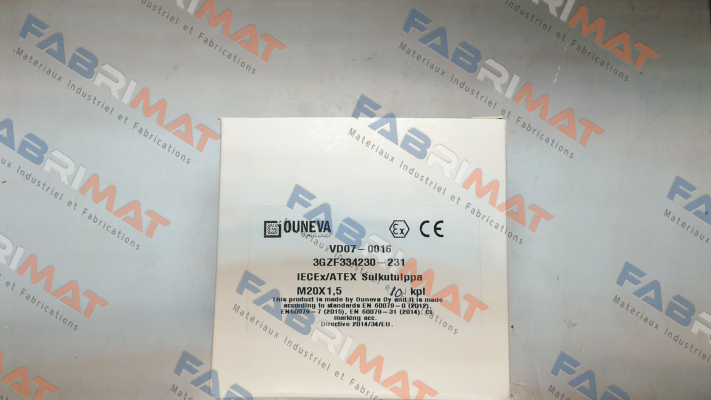 OUNEVA
VD07-0016
3GZF334230-231
IECEx/ATEX Sulkutulppa
M20X1,5 10 kpl
This product is made by Ouneva Oy and it is made
according to standards EN 60079-0 (2012),
EN60079-7 (2015), EN 60079-31 (2014); CE
marking acc.
Directive 2014/34/EU.
Ex CE
FABRIMAT
Matériaux Industriel et Fabrications